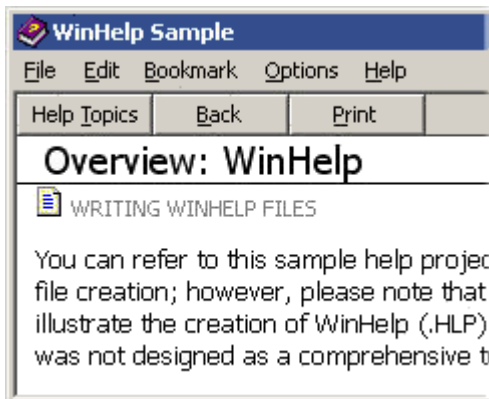 WinHelp Sample
File Edit Bookmark Options Help
Help Topics Back Print
Overview: WinHelp
WRITING WINHELP FILES
You can refer to this sample help
file creation; however, please note that
illustrate the creation of WinHelp (.HLP)
was not designed as a comprehensive